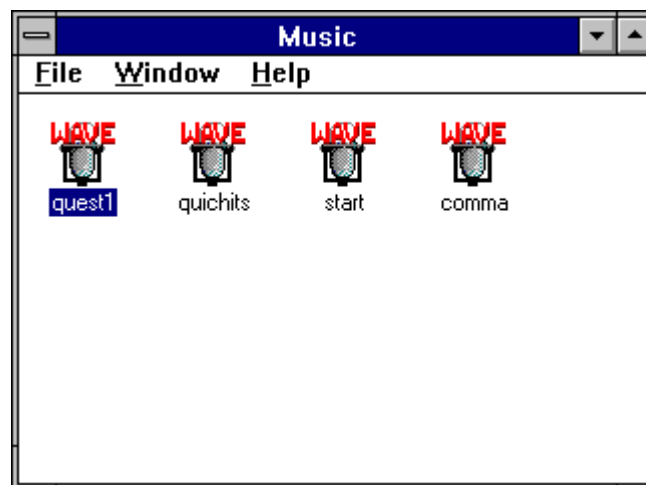 Music
File Window Help
WAVE WAVE WAVE WAVE
quest1 quichits start comma